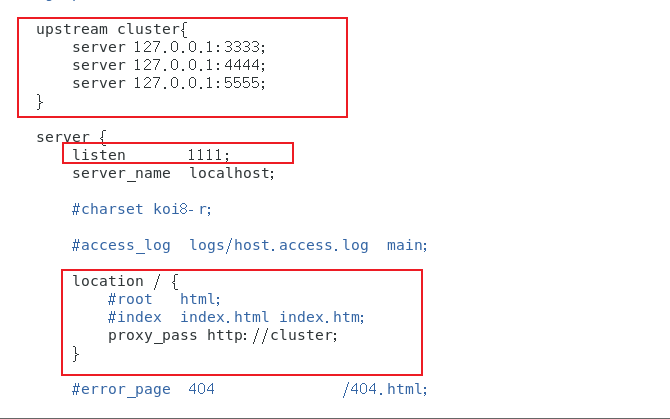 upstream cluster{
server 127.0.0.1:3333;
server 127.0.0.1:4444;
server 127.0.0.1:5555;
}
server {
listen 1111;
server_name localhost;
#charset koi8-r;
#access_log logs/host.access.log main;
location / {
#root html;
#index index.html index.htm;
proxy_pass http://cluster;
}
#error_page 404 /404.html;